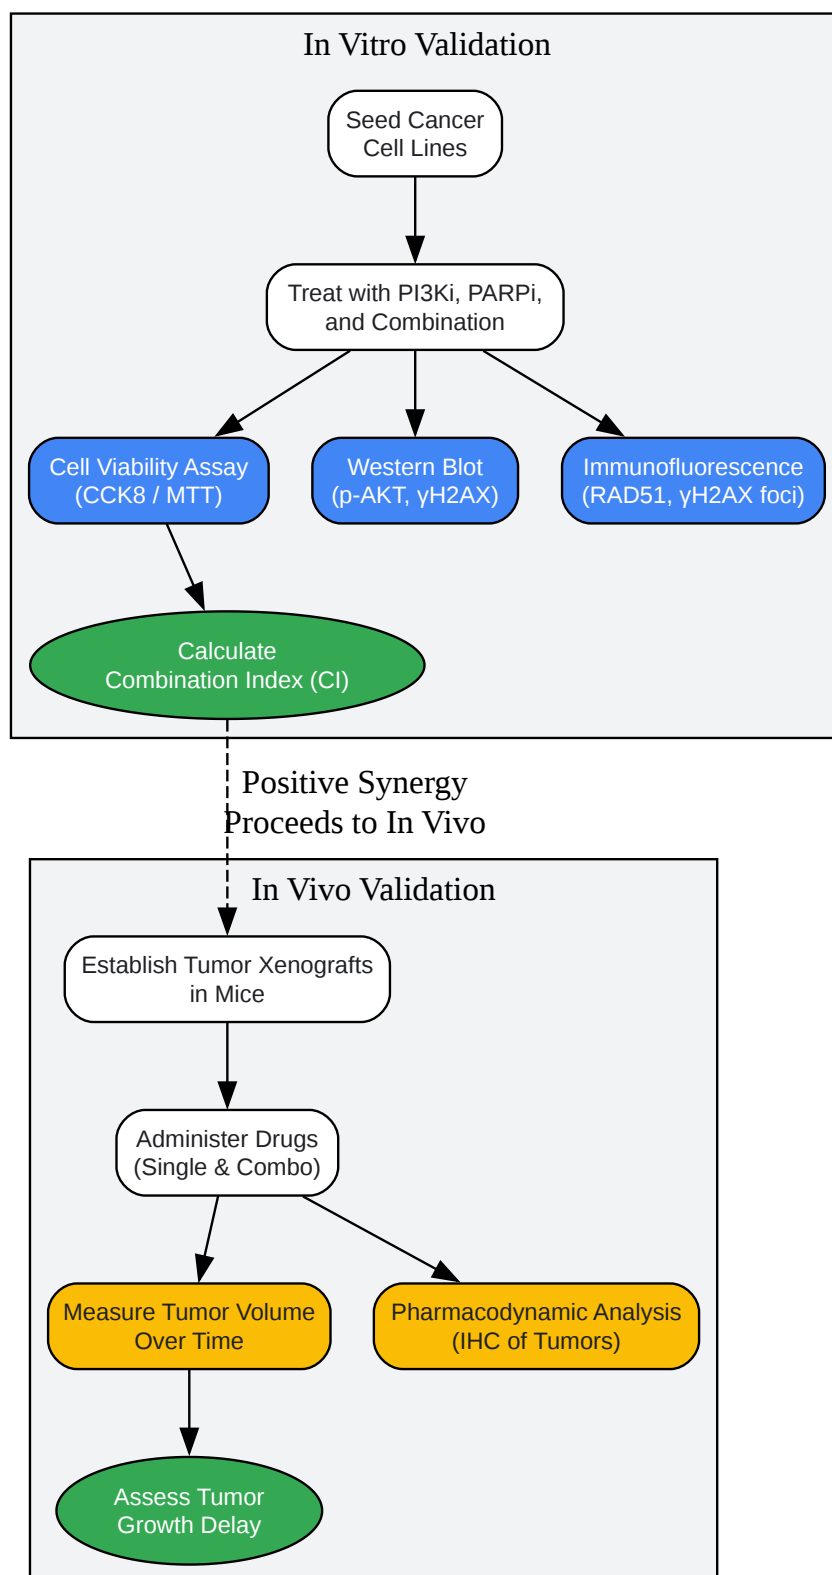 In Vitro Validation
Seed Cancer
Cell Lines
Treat with PI3Ki, PARPi,
and Combination
Cell Viability Assay
(CCK8 / MTT)
Western Blot
(p-AKT, γH2AX)
Immunofluorescence
(RAD51, γH2AX foci)
Calculate
Combination Index (CI)
Positive Synergy
Proceeds to In Vivo
In Vivo Validation
Establish Tumor Xenografts
in Mice
Administer Drugs
(Single & Combo)
Measure Tumor Volume
Over Time
Pharmacodynamic Analysis
(IHC of Tumors)
Assess Tumor
Growth Delay